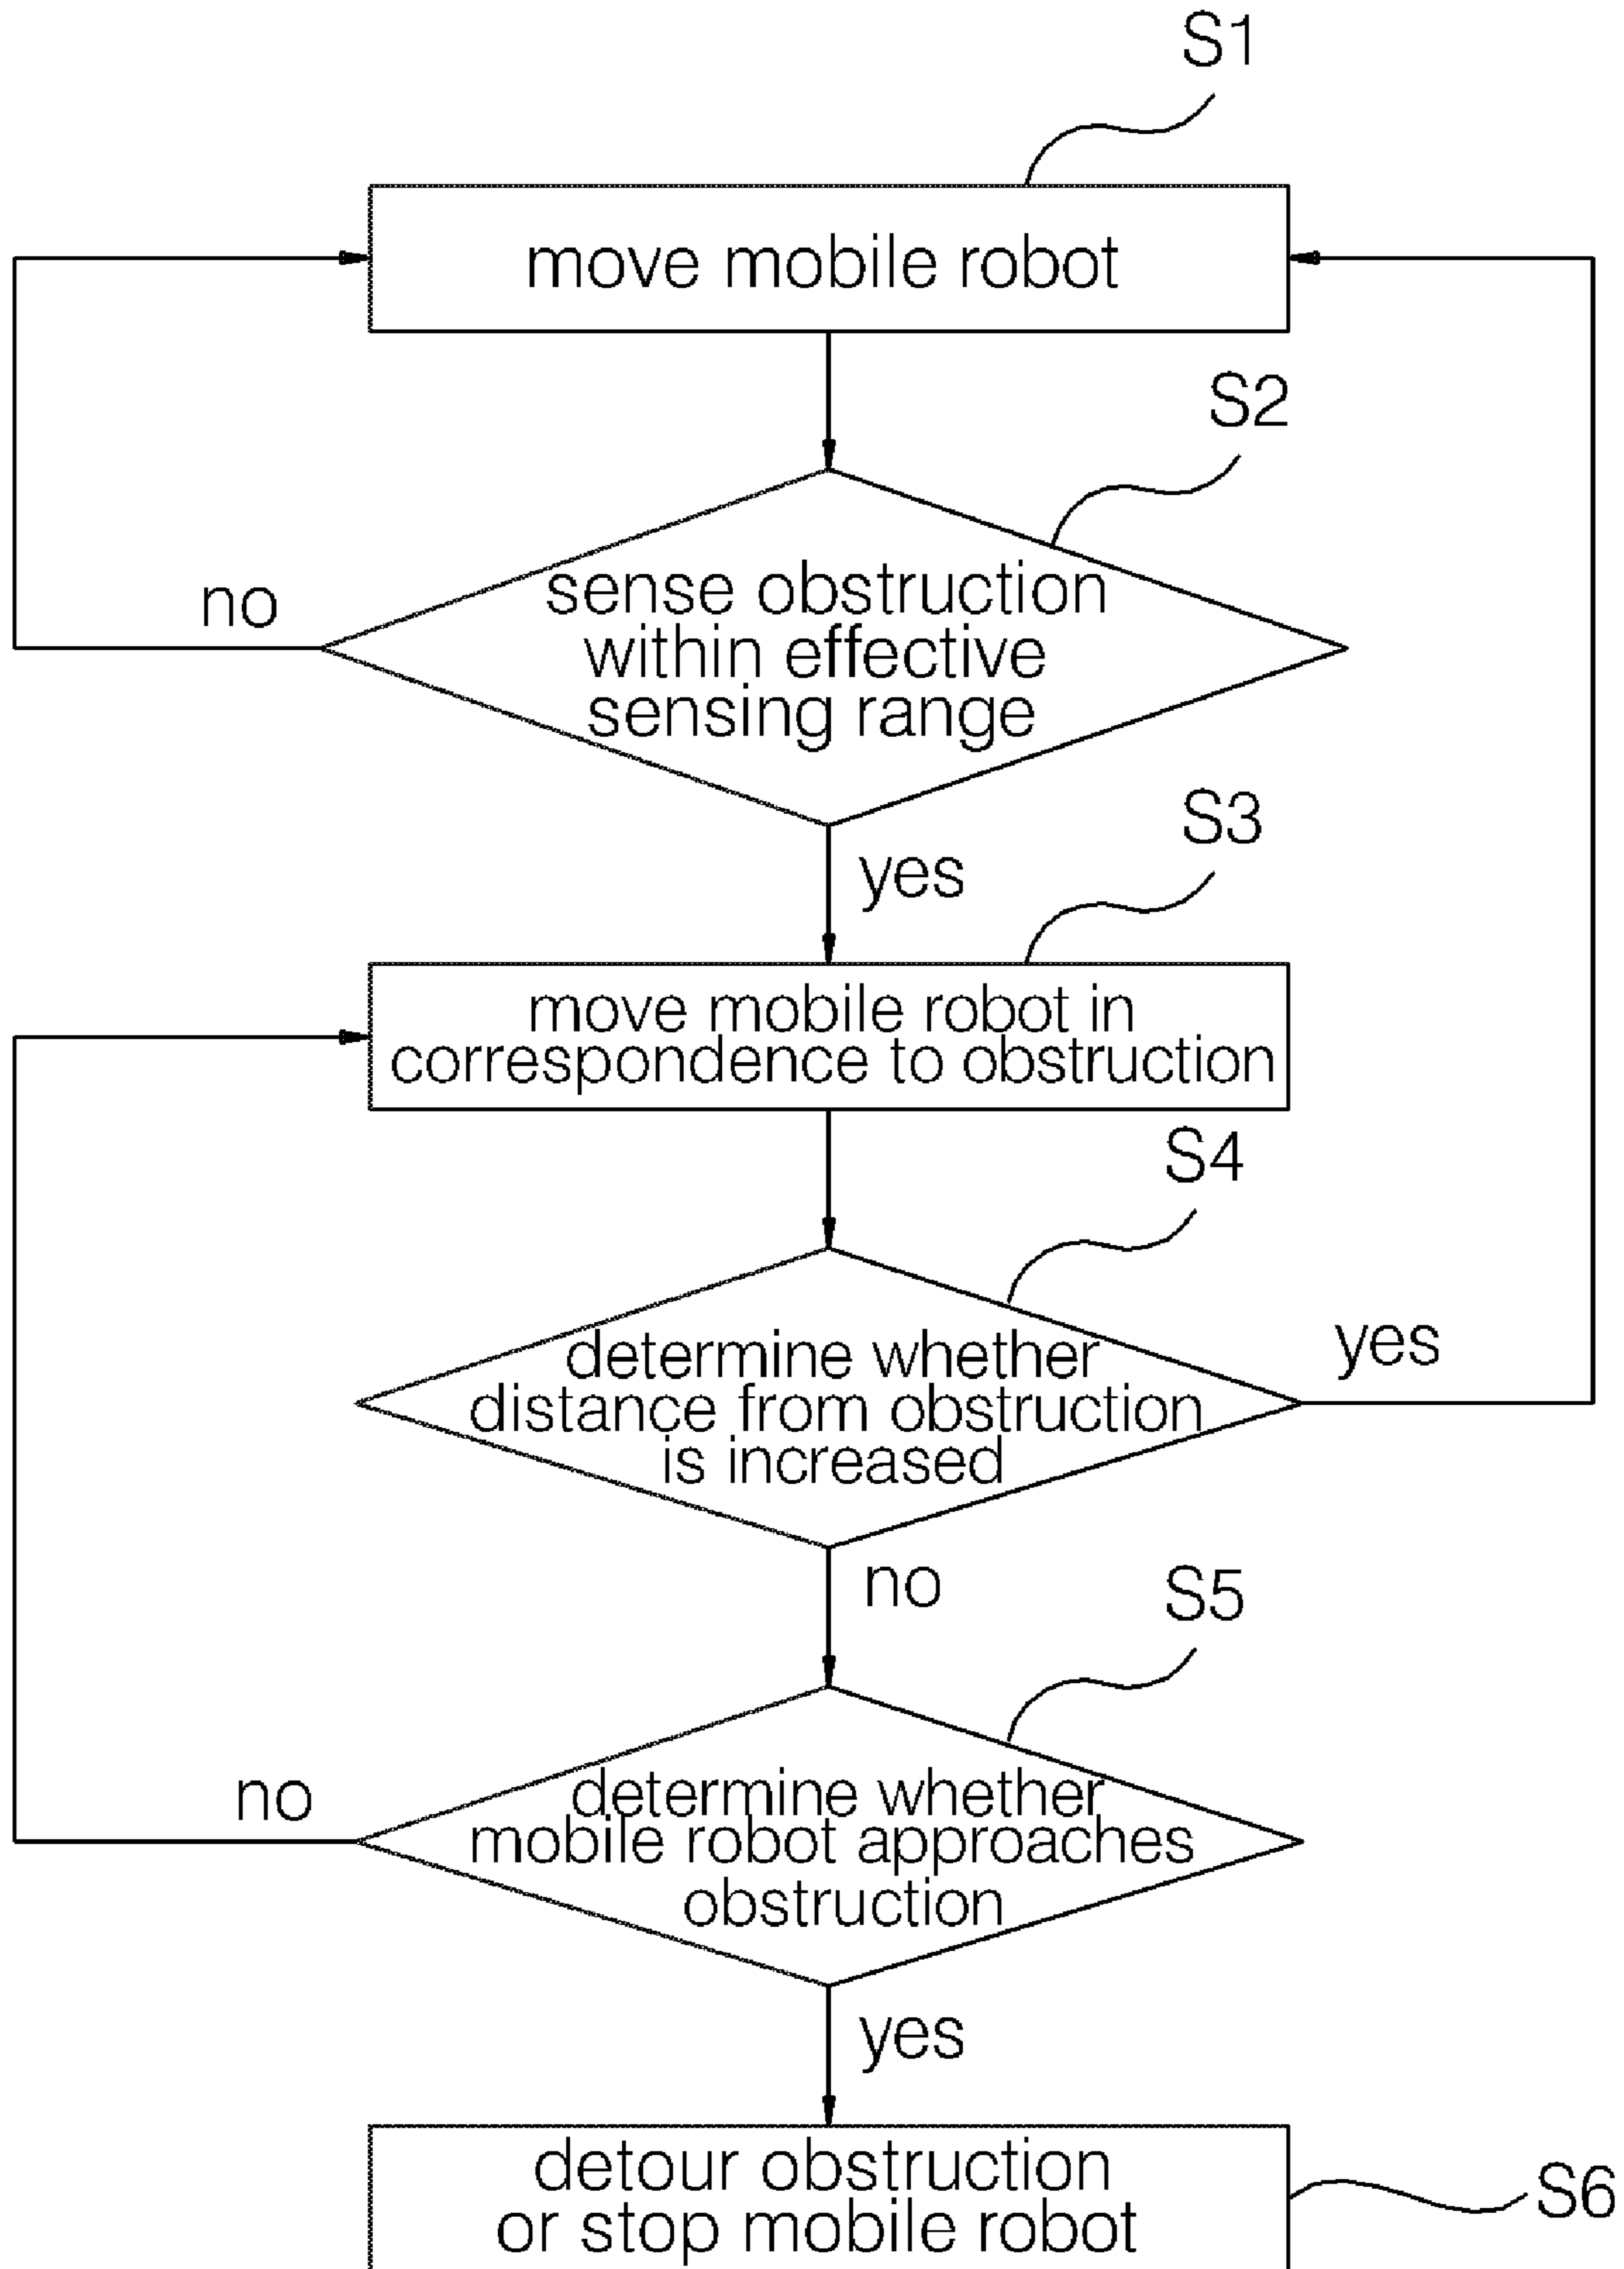 S1
move mobile robot
S2
sense obstruction
within effective
sensing range
no
yes
S3
move mobile robot in
correspondence to obstruction
S4
determine whether
distance from obstruction
is increased
yes
no
S5
determine whether
mobile robot approaches
obstruction
no
yes
detour obstruction
or stop mobile robot
S6